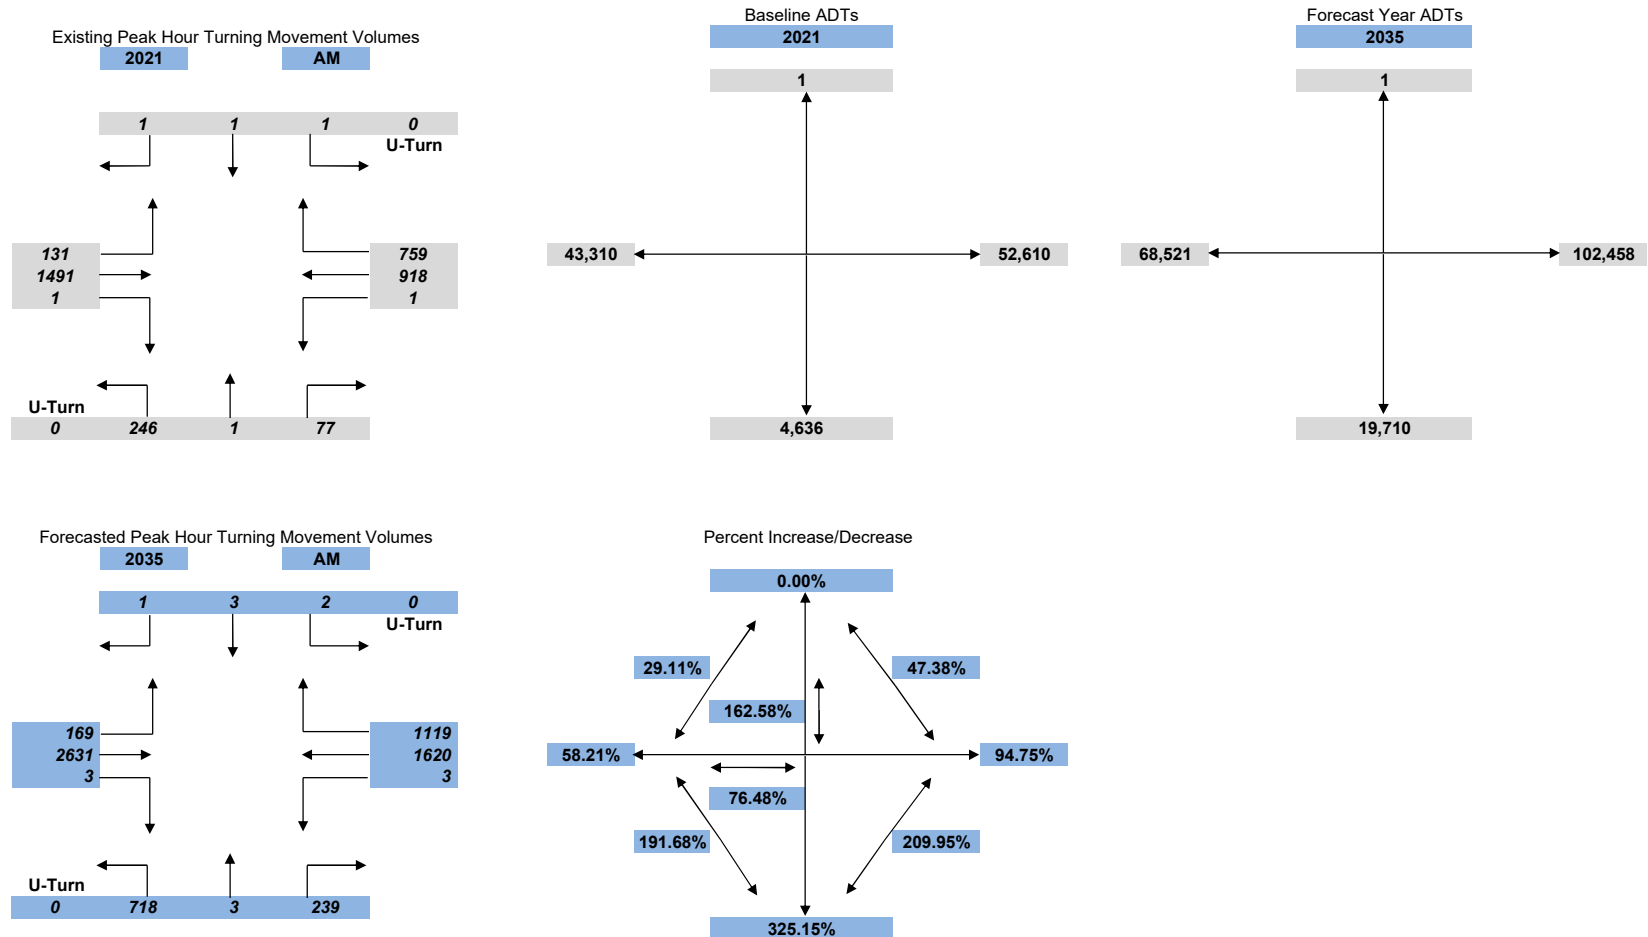 Existing Peak Hour Turning Movement Volumes
2021 AM
1 1 1 0
U-Turn
131
1491
1
759
918
1
U-Turn
0 246 1 77
Baseline ADTs
2021
1
43,310 52,610
4,636
Forecast Year ADTs
2035
1
68,521 102,458
19,710
Forecasted Peak Hour Turning Movement Volumes
2035 AM
1 3 2 0
U-Turn
169
2631
3
1119
1620
3
U-Turn
0 718 3 239
Percent Increase/Decrease
0.00%
29.11% 47.38%
162.58%
58.21% 94.75%
76.48%
191.68% 209.95%
325.15%